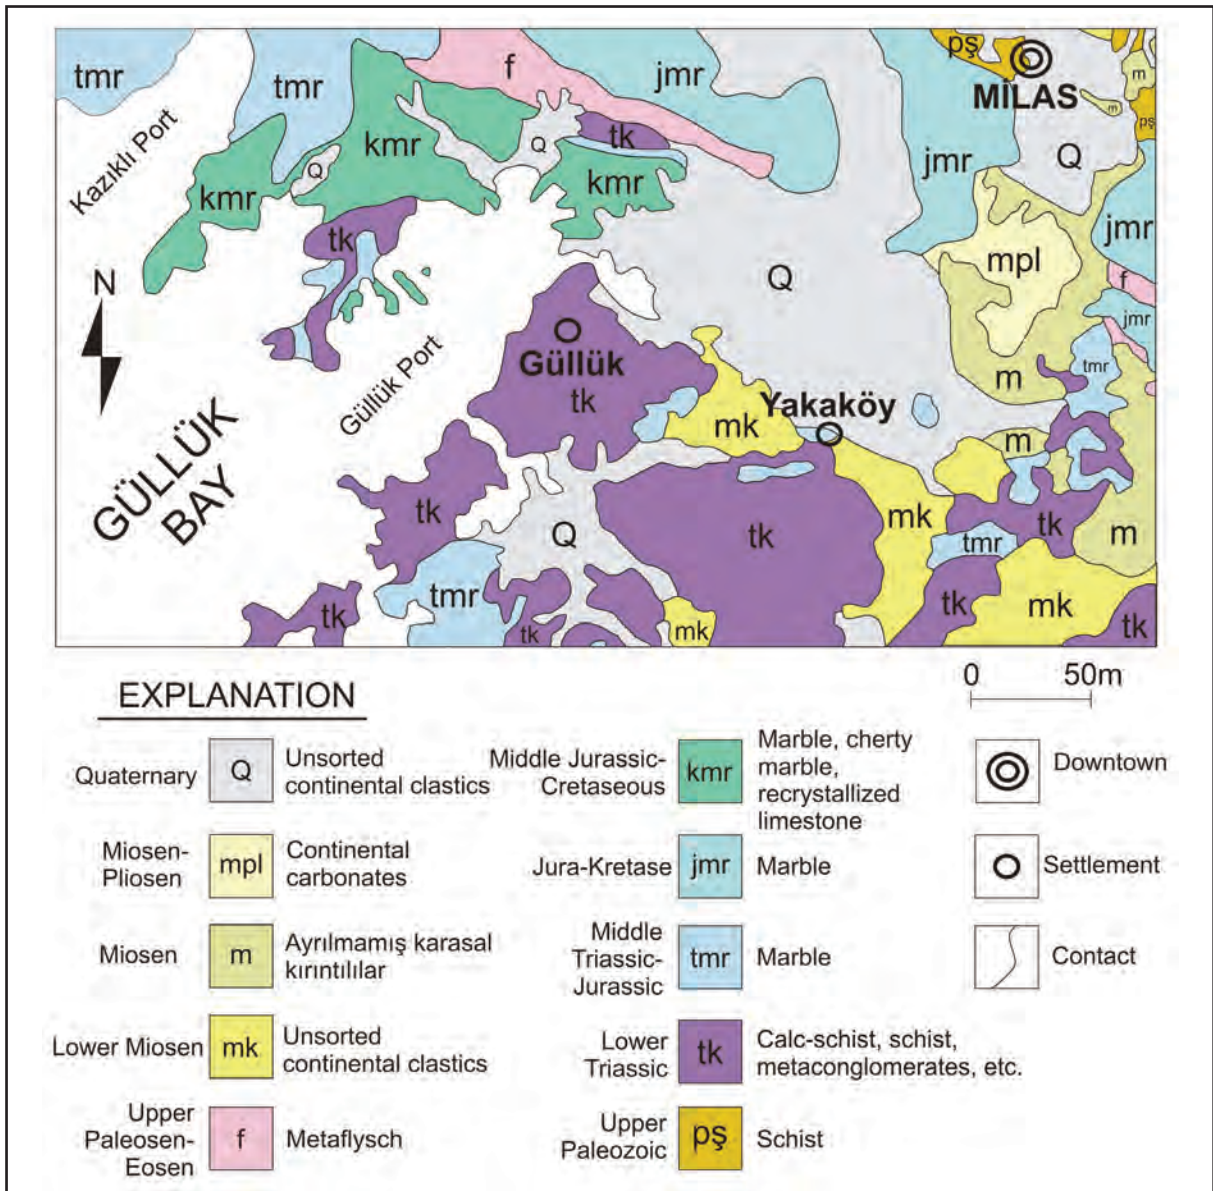 tmr
tmr
f
jmr
pş
MİLAS
m
m
pş
Kazıklı Port
kmr
Q
tk
Q
jmr
Q
kmr
Q
kmr
jmr
tk
mpl
N
Q
f
jmr
Güllük
Güllük Port
tmr
m
tk
Yakaköy
mk
m
GÜLLÜK
BAY
tk
Q
tk
mk
tmr
tk
m
tmr
tk
mk
tk
tk
mk
tk
0 50m
EXPLANATION
Quaternary
Q
Unsorted
continental clastics
Miosen-
Pliosen
mpl
Continental
carbonates
Miosen
m
Ayrılmamış karasal
kırıntılılar
Lower Miosen
mk
Unsorted
continental clastics
Upper
Paleosen-
Eosen
f
Metaflysch
Middle Jurassic-
Cretaseous
kmr
Marble, cherty
marble,
recrystallized
limestone
Jura-Kretase
jmr
Marble
Middle
Triassic-
Jurassic
tmr
Marble
Lower
Triassic
tk
Calc-schist, schist,
metaconglomerates, etc.
Upper
Paleozoic
pş
Schist
Downtown
Settlement
Contact